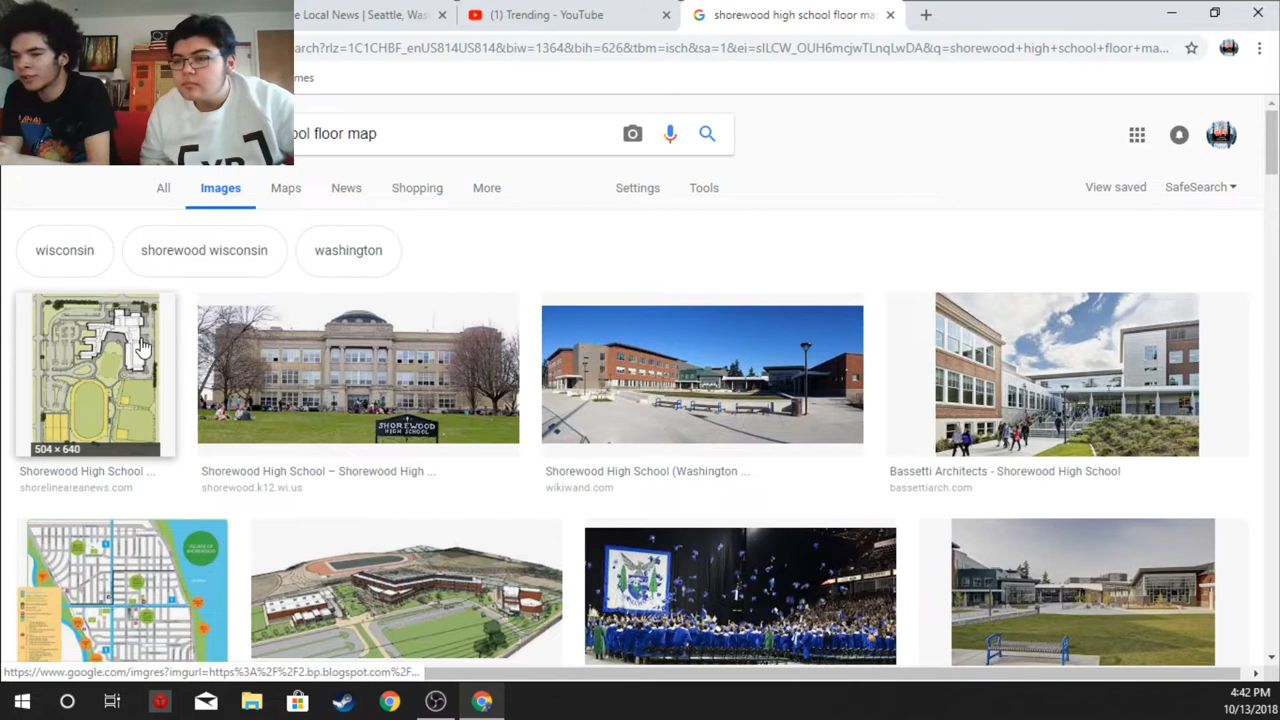 e Local News | Seattle, Was
(1) Trending - YouTube
shorewood high school floor map
arch?rlz=1C1CHBF_enUS814US814&biw=1364&bih=626&tbm=isch&sa=1&ei=sILCW_OUH6mgwTLnqLwDA&q=shorewood+high+school+floor+ma...
mes
ol floor map
All
Images
Maps
News
Shopping
More
Settings
Tools
View saved
SafeSearch
wisconsin
shorewood wisconsin
washington
504 × 640
SHOREWOOD
HIGH SCHOOL
Shorewood High School ...
shorelineareanews.com
Shorewood High School – Shorewood High ...
shorewood.k12.wi.us
Shorewood High School (Washington ...
wikiwand.com
Bassetti Architects - Shorewood High School
bassettiarch.com
https://www.google.com/imgres?imgurl=https%3A%2F%2F2.bp.blogspot.com%2F...
4:42 PM
10/13/2018